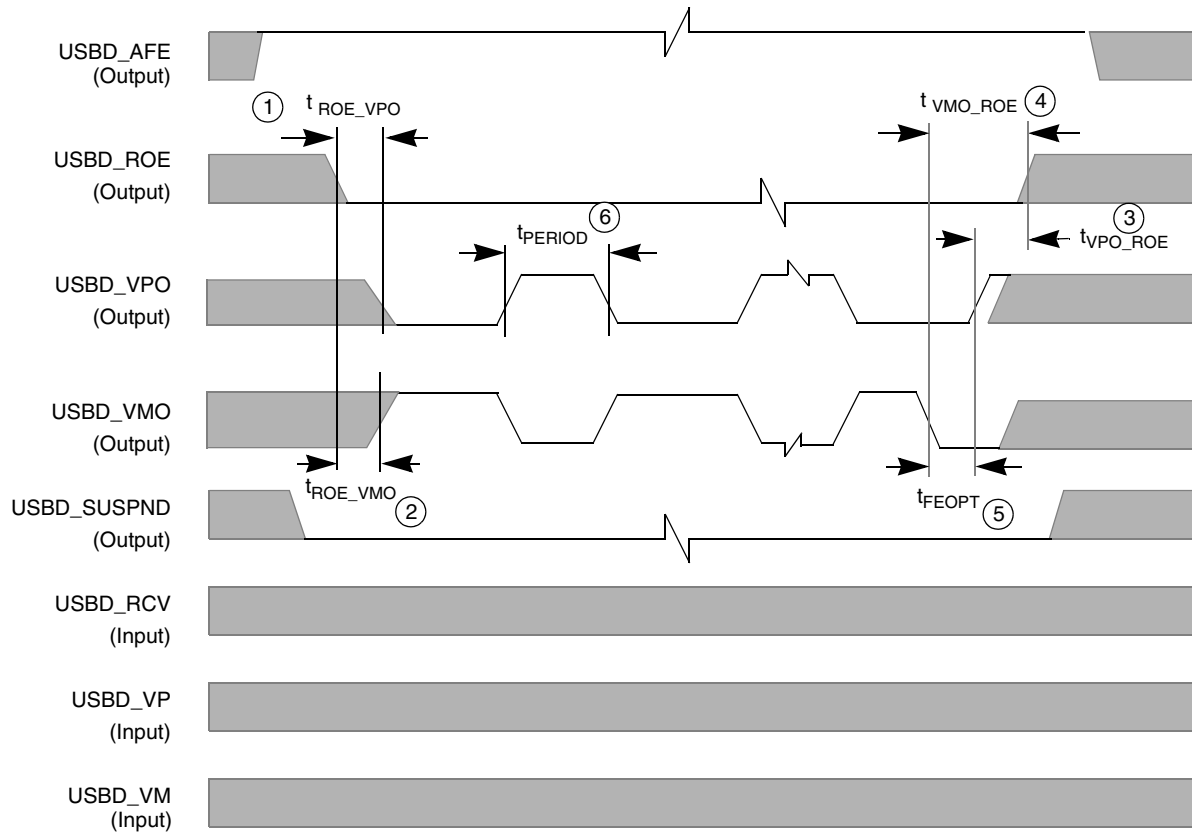 USBD_AFE
(Output)
1
t ROE_VPO
t VMO_ROE
4
USBD_ROE
(Output)
6
tPERIOD
3
tVPO_ROE
USBD_VPO
(Output)
USBD_VMO
(Output)
tROE_VMO
2
tFEOPT
5
USBD_SUSPND
(Output)
USBD_RCV
(Input)
USBD_VP
(Input)
USBD_VM
(Input)